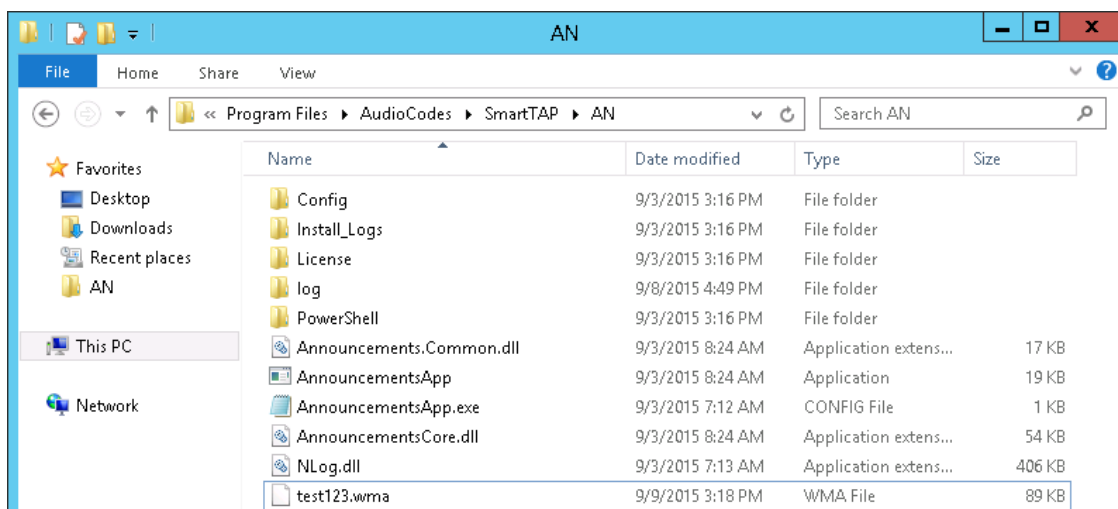 AN
File Home Share View
« Program Files AudioCodes SmartTAP AN Search AN
Name Date modified Type Size
Favorites
Desktop
Downloads
Recent places
AN
This PC
Network
Config 9/3/2015 3:16 PM File folder
Install_Logs 9/3/2015 3:16 PM File folder
License 9/3/2015 3:16 PM File folder
log 9/8/2015 4:49 PM File folder
PowerShell 9/3/2015 3:16 PM File folder
Announcements.Common.dll 9/3/2015 8:24 AM Application extens... 17 KB
AnnouncementsApp 9/3/2015 8:24 AM Application 19 KB
AnnouncementsApp.exe 9/3/2015 7:12 AM CONFIG File 1 KB
AnnouncementsCore.dll 9/3/2015 8:24 AM Application extens... 54 KB
NLog.dll 9/3/2015 7:13 AM Application extens... 406 KB
test123.wma 9/9/2015 3:18 PM WMA File 89 KB